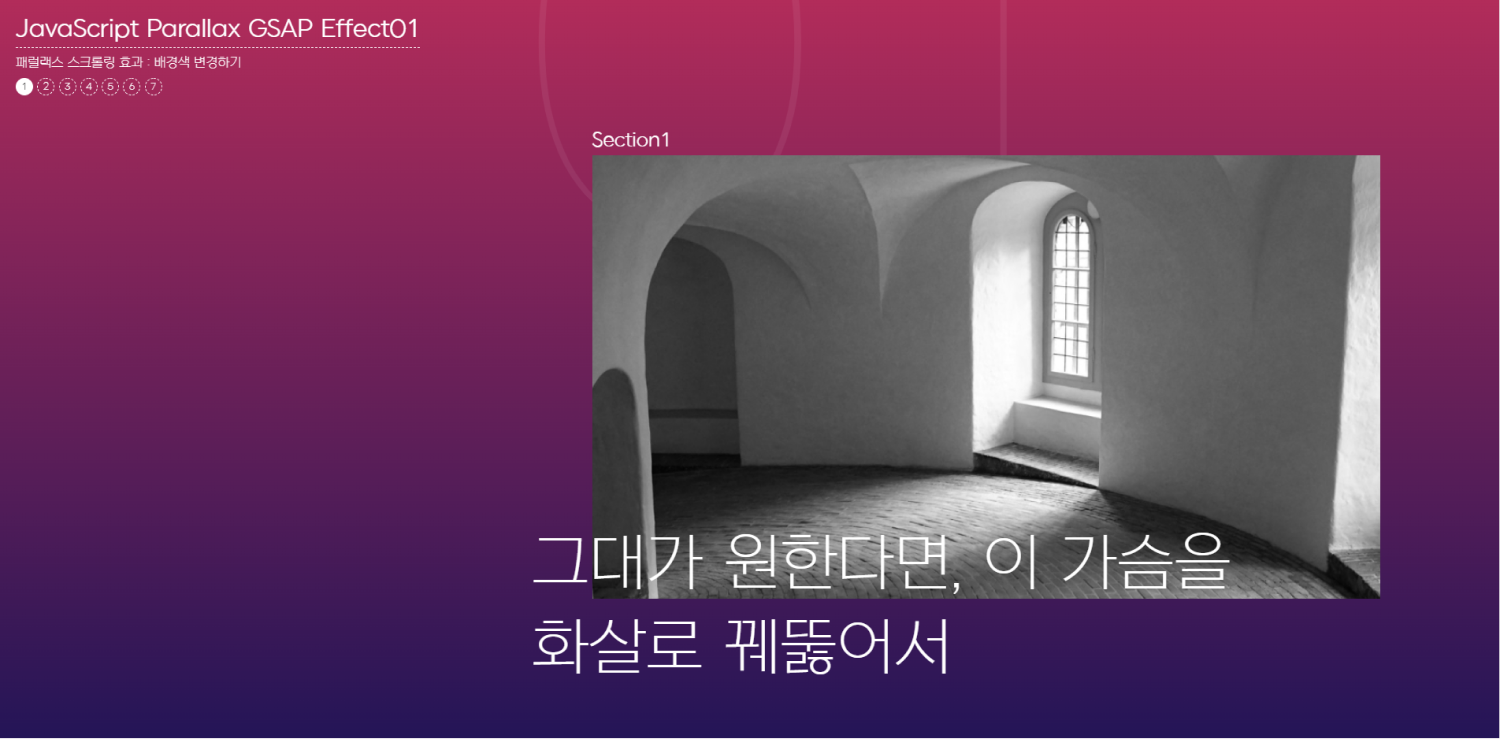 JavaScript Parallax GSAP Effect01
패럴랙스 스크롤링 효과 : 배경색 변경하기
1 2 3 4 5 6 7
01
Section1
그대가 원한다면, 이 가슴을
화살로 꿰뚫어서